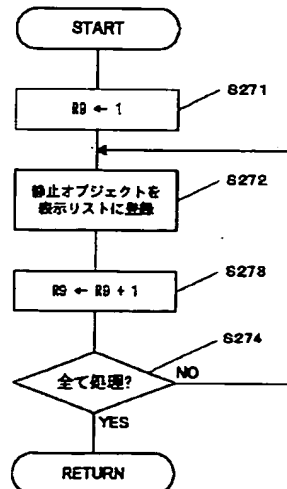 START
R9 ← 1
S271
静止オブジェクトを
表示リストに登録
S272
R9 ← R9 + 1
S273
全て処理?
S274
NO
YES
RETURN